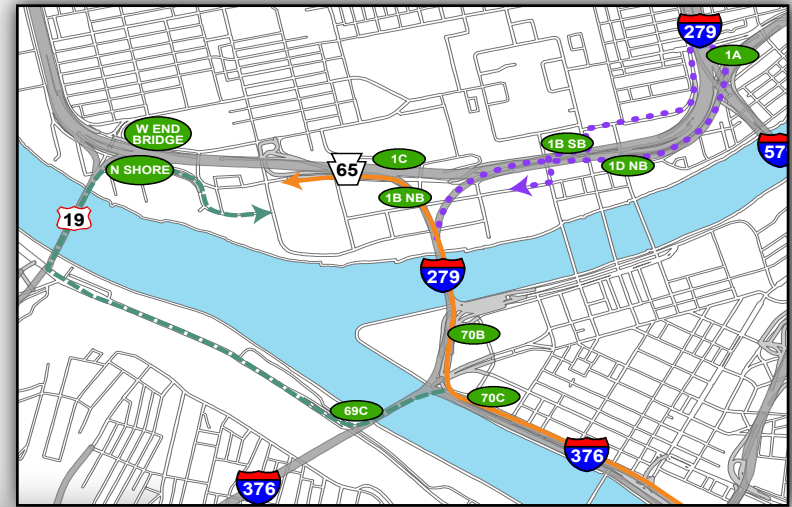 279
1A
W END
BRIDGE
1B SB
57
1C
N SHORE
65
1D NB
1B NB
19
279
70B
70C
69C
376
376